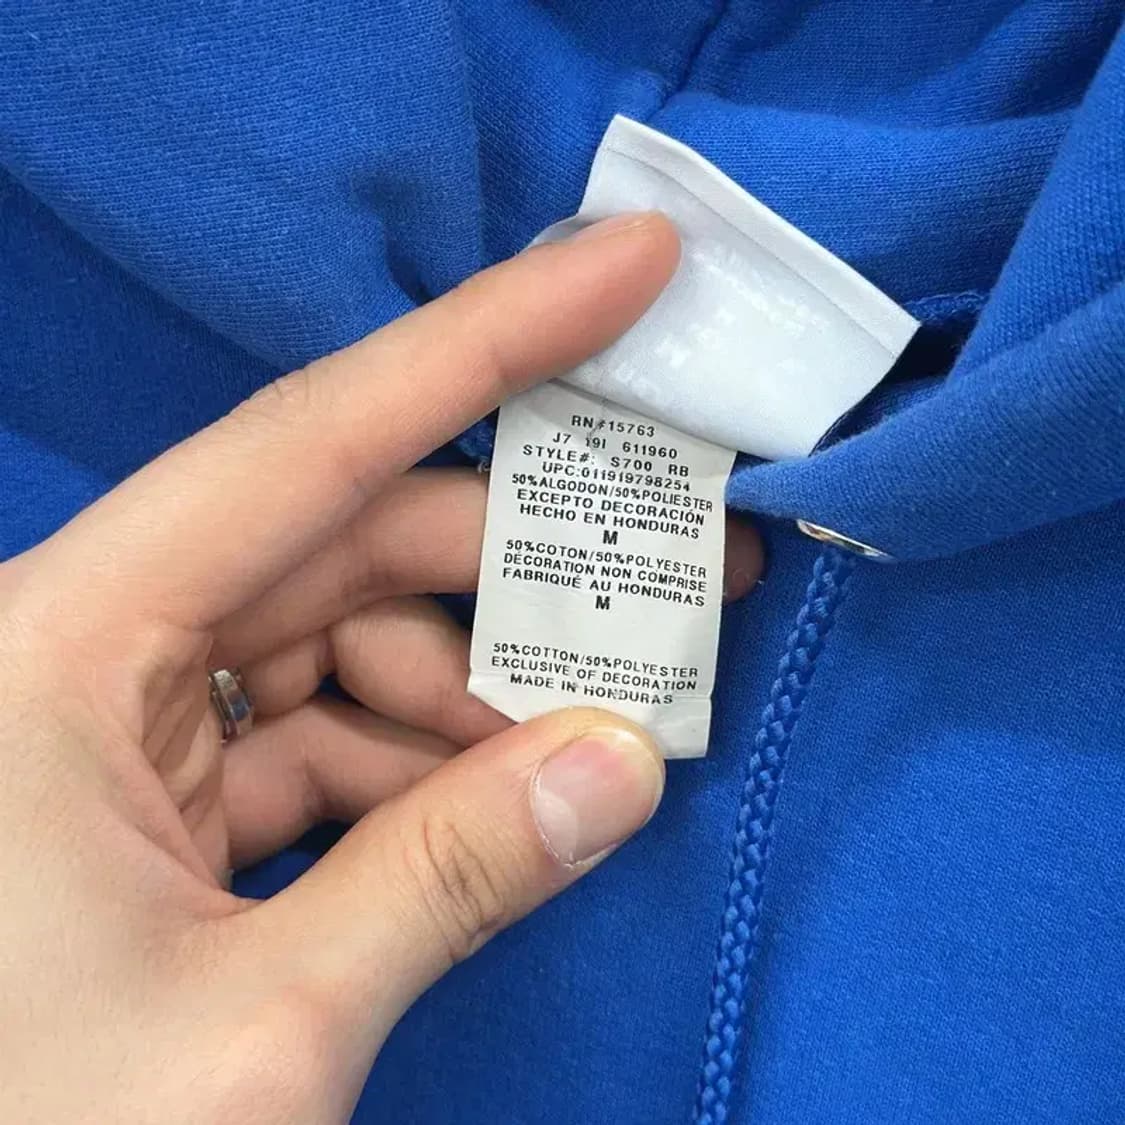 RN#15763
J7 191 611960
STYLE#: S700 RB
UPC:011919798254
50%ALGODON/50%POLIESTER
EXCEPTO DECORACIÓN
HECHO EN HONDURAS
M
50%COTON/50%POLYESTER
DÉCORATION NON COMPRISE
FABRIQUÉ AU HONDURAS
M
50%COTTON/50%POLYESTER
EXCLUSIVE OF DECORATION
MADE IN HONDURAS